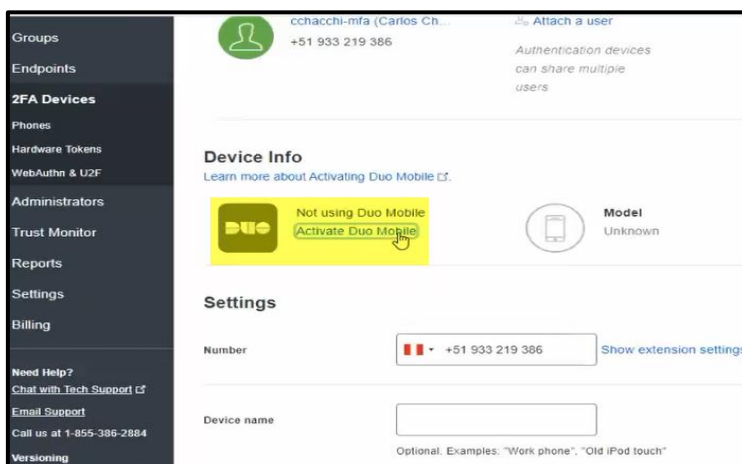 Groups
Endpoints
2FA Devices
Phones
Hardware Tokens
WebAuthn & U2F
Administrators
Trust Monitor
Reports
Settings
Billing
Need Help?
Chat with Tech Support
Email Support
Call us at 1-855-386-2884
Versioning
cchacchi-mfa (Carlos Ch...
+51 933 219 386
Attach a user
Authentication devices
can share multiple
users
Device Info
Learn more about Activating Duo Mobile.
DUO
Not using Duo Mobile
Activate Duo Mobile
Model
Unknown
Settings
Number
+51 933 219 386
Show extension settings
Device name
Optional. Examples: "Work phone", "Old iPod touch"